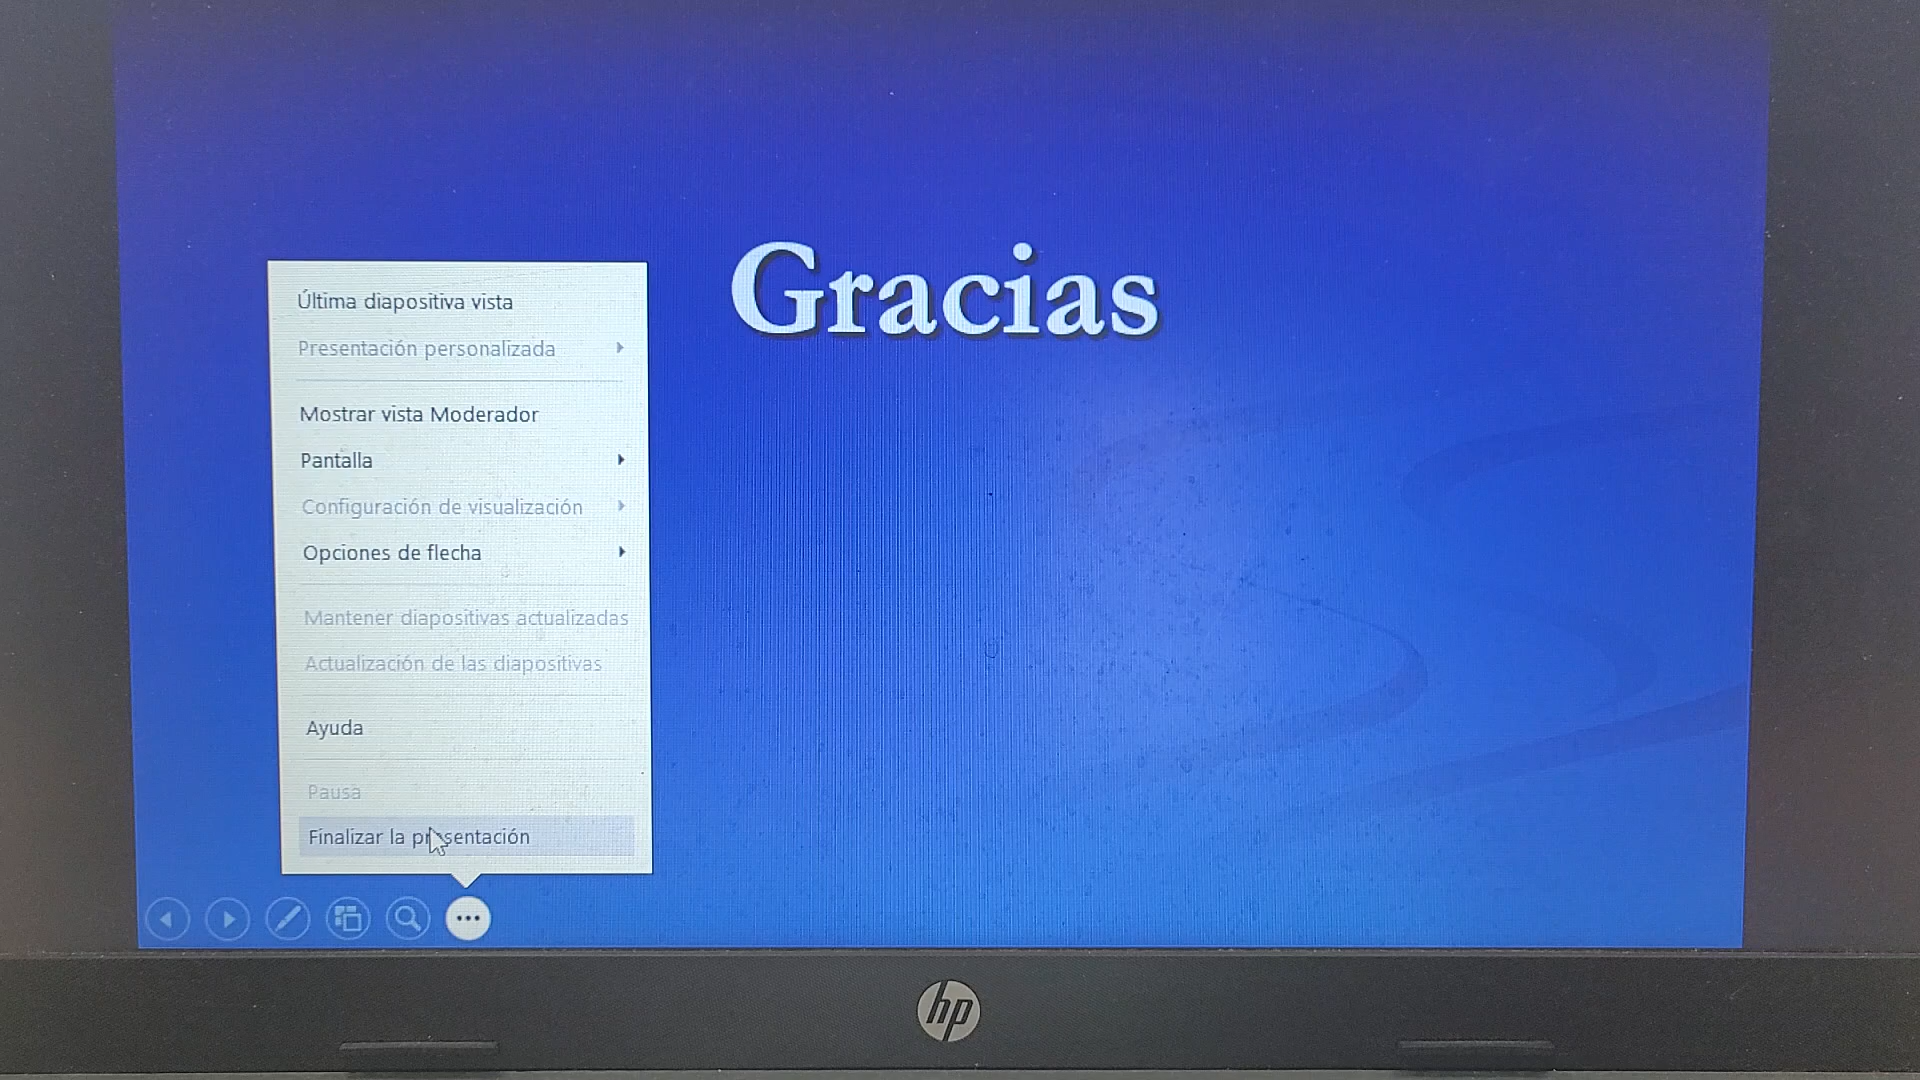 Gracias
Última diapositiva vista
Presentación personalizada
Mostrar vista Moderador
Pantalla
Configuración de visualización
Opciones de flecha
Mantener diapositivas actualizadas
Actualización de las diapositivas
Ayuda
Pausa
Finalizar la presentación
hp